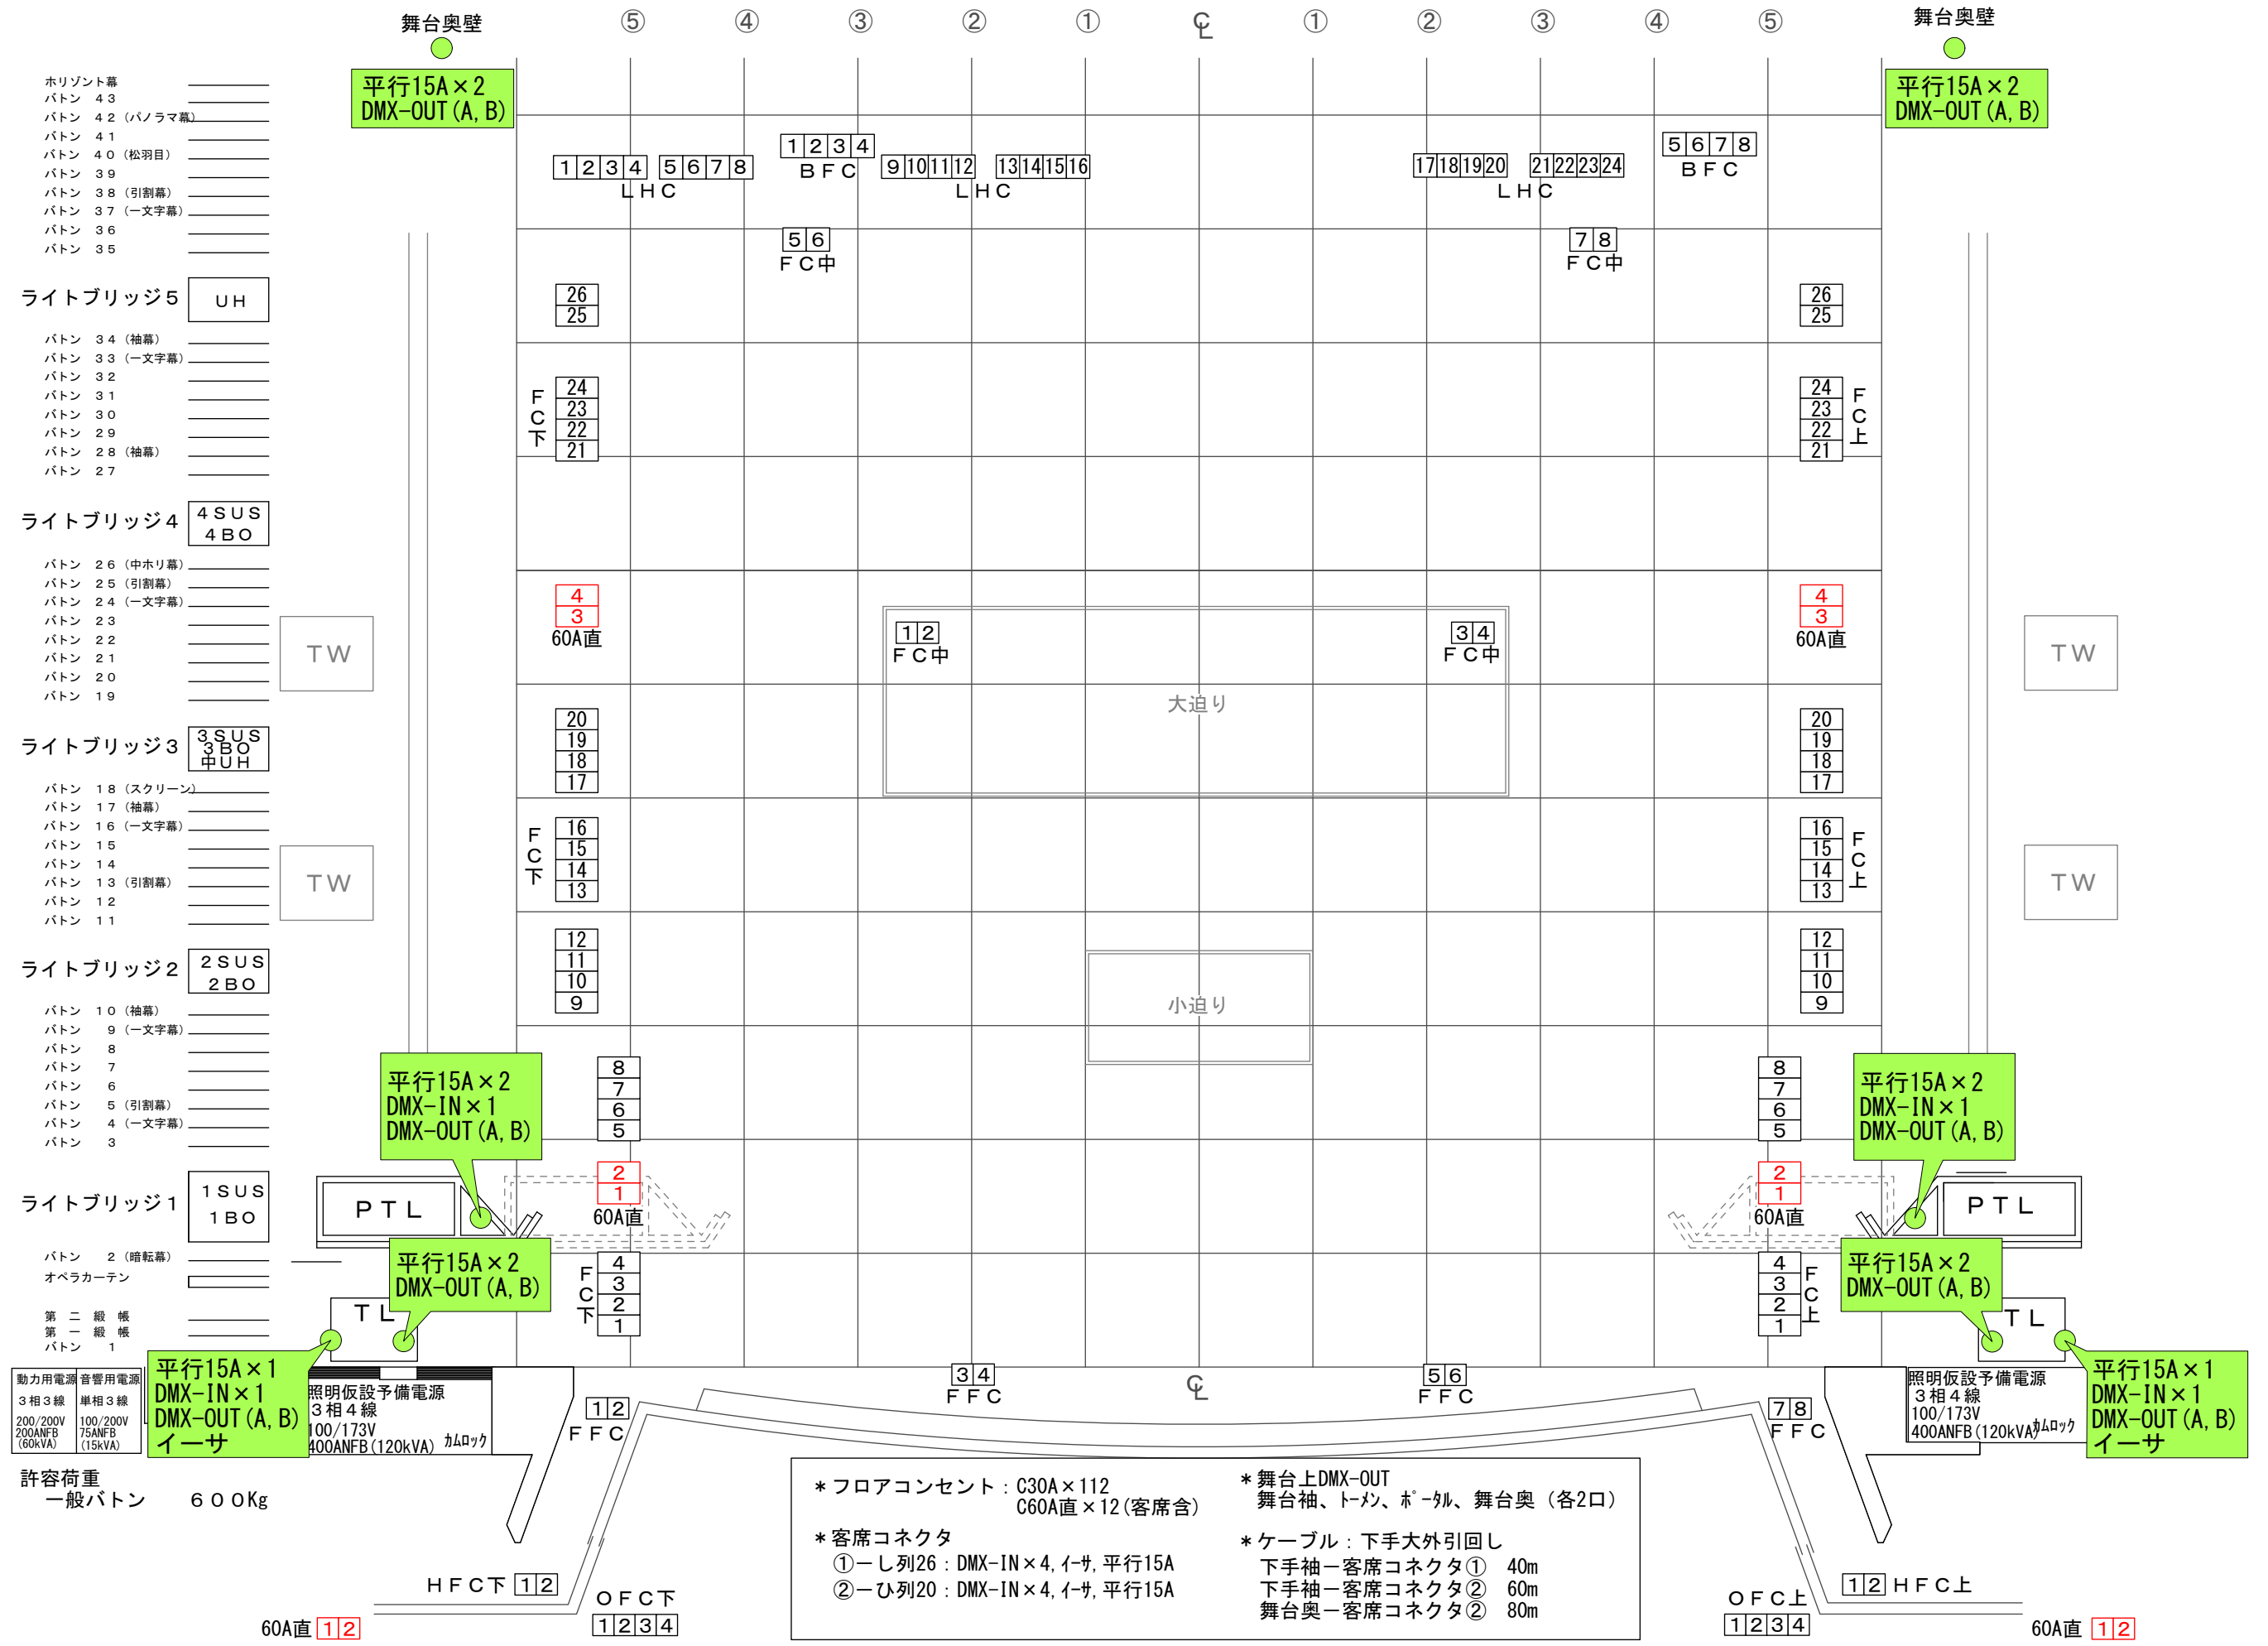 舞台奥壁
⑤ ④ ③ ② ① ℄ ① ② ③ ④ ⑤
舞台奥壁
平行15A×2
DMX-OUT(A,B)
平行15A×2
DMX-OUT(A,B)
ホリゾント幕
バトン 43
バトン 42(パノラマ幕)
バトン 41
バトン 40(松羽目)
バトン 39
バトン 38(引割幕)
バトン 37(一文字幕)
バトン 36
バトン 35
ライトブリッジ5 UH
バトン 34(袖幕)
バトン 33(一文字幕)
バトン 32
バトン 31
バトン 30
バトン 29
バトン 28(袖幕)
バトン 27
ライトブリッジ4
4SUS
4BO
バトン 26(中ホリ幕)
バトン 25(引割幕)
バトン 24(一文字幕)
バトン 23
バトン 22
バトン 21
バトン 20
バトン 19
ライトブリッジ3
3SUS
3BO
中UH
バトン 18(スクリーン)
バトン 17(袖幕)
バトン 16(一文字幕)
バトン 15
バトン 14
バトン 13(引割幕)
バトン 12
バトン 11
ライトブリッジ2
2SUS
2BO
バトン 10(袖幕)
バトン 9(一文字幕)
バトン 8
バトン 7
バトン 6
バトン 5(引割幕)
バトン 4(一文字幕)
バトン 3
ライトブリッジ1
1SUS
1BO
バトン 2(暗転幕)
オペラカーテン
第二緞帳
第一緞帳
バトン 1
1 2 3 4 5 6 7 8
LHC
1 2 3 4
BFC
9 10 11 12 13 14 15 16
LHC
17 18 19 20 21 22 23 24
LHC
5 6 7 8
BFC
5 6
FC中
7 8
FC中
26
25
26
25
FC下
24
23
22
21
24
23
22
21
FC上
4
3
60A直
4
3
60A直
TW
TW
1 2
FC中
3 4
FC中
大迫り
20
19
18
17
20
19
18
17
TW
TW
FC下
16
15
14
13
16
15
14
13
FC上
12
11
10
9
12
11
10
9
小迫り
8
7
6
5
8
7
6
5
平行15A×2
DMX-IN×1
DMX-OUT(A,B)
平行15A×2
DMX-IN×1
DMX-OUT(A,B)
2
1
60A直
2
1
60A直
PTL
PTL
平行15A×2
DMX-OUT(A,B)
平行15A×2
DMX-OUT(A,B)
FC下
4
3
2
1
4
3
2
1
FC上
TL
TL
平行15A×1
DMX-IN×1
DMX-OUT(A,B)
イーサ
平行15A×1
DMX-IN×1
DMX-OUT(A,B)
イーサ
動力用電源
3相3線
200/200V
200ANFB
(60kVA)
音響用電源
単相3線
100/200V
75ANFB
(15kVA)
照明仮設予備電源
3相4線
100/173V
400ANFB(120kVA) カムロック
照明仮設予備電源
3相4線
100/173V
400ANFB(120kVA) カムロック
1 2
FFC
3 4
FFC
℄
5 6
FFC
7 8
FFC
許容荷重
一般バトン 600Kg
*フロアコンセント:C30A×112
C60A直×12(客席含)
*客席コネクタ
①ーし列26:DMX-IN×4,イーサ,平行15A
②ーひ列20:DMX-IN×4,イーサ,平行15A
*舞台上DMX-OUT
舞台袖、トーメン、ポータル、舞台奥(各2口)
*ケーブル:下手大外引回し
下手袖ー客席コネクタ① 40m
下手袖ー客席コネクタ② 60m
舞台奥ー客席コネクタ② 80m
HFC下 1 2
OFC下
1 2 3 4
60A直 1 2
1 2 HFC上
OFC上
1 2 3 4
60A直 1 2